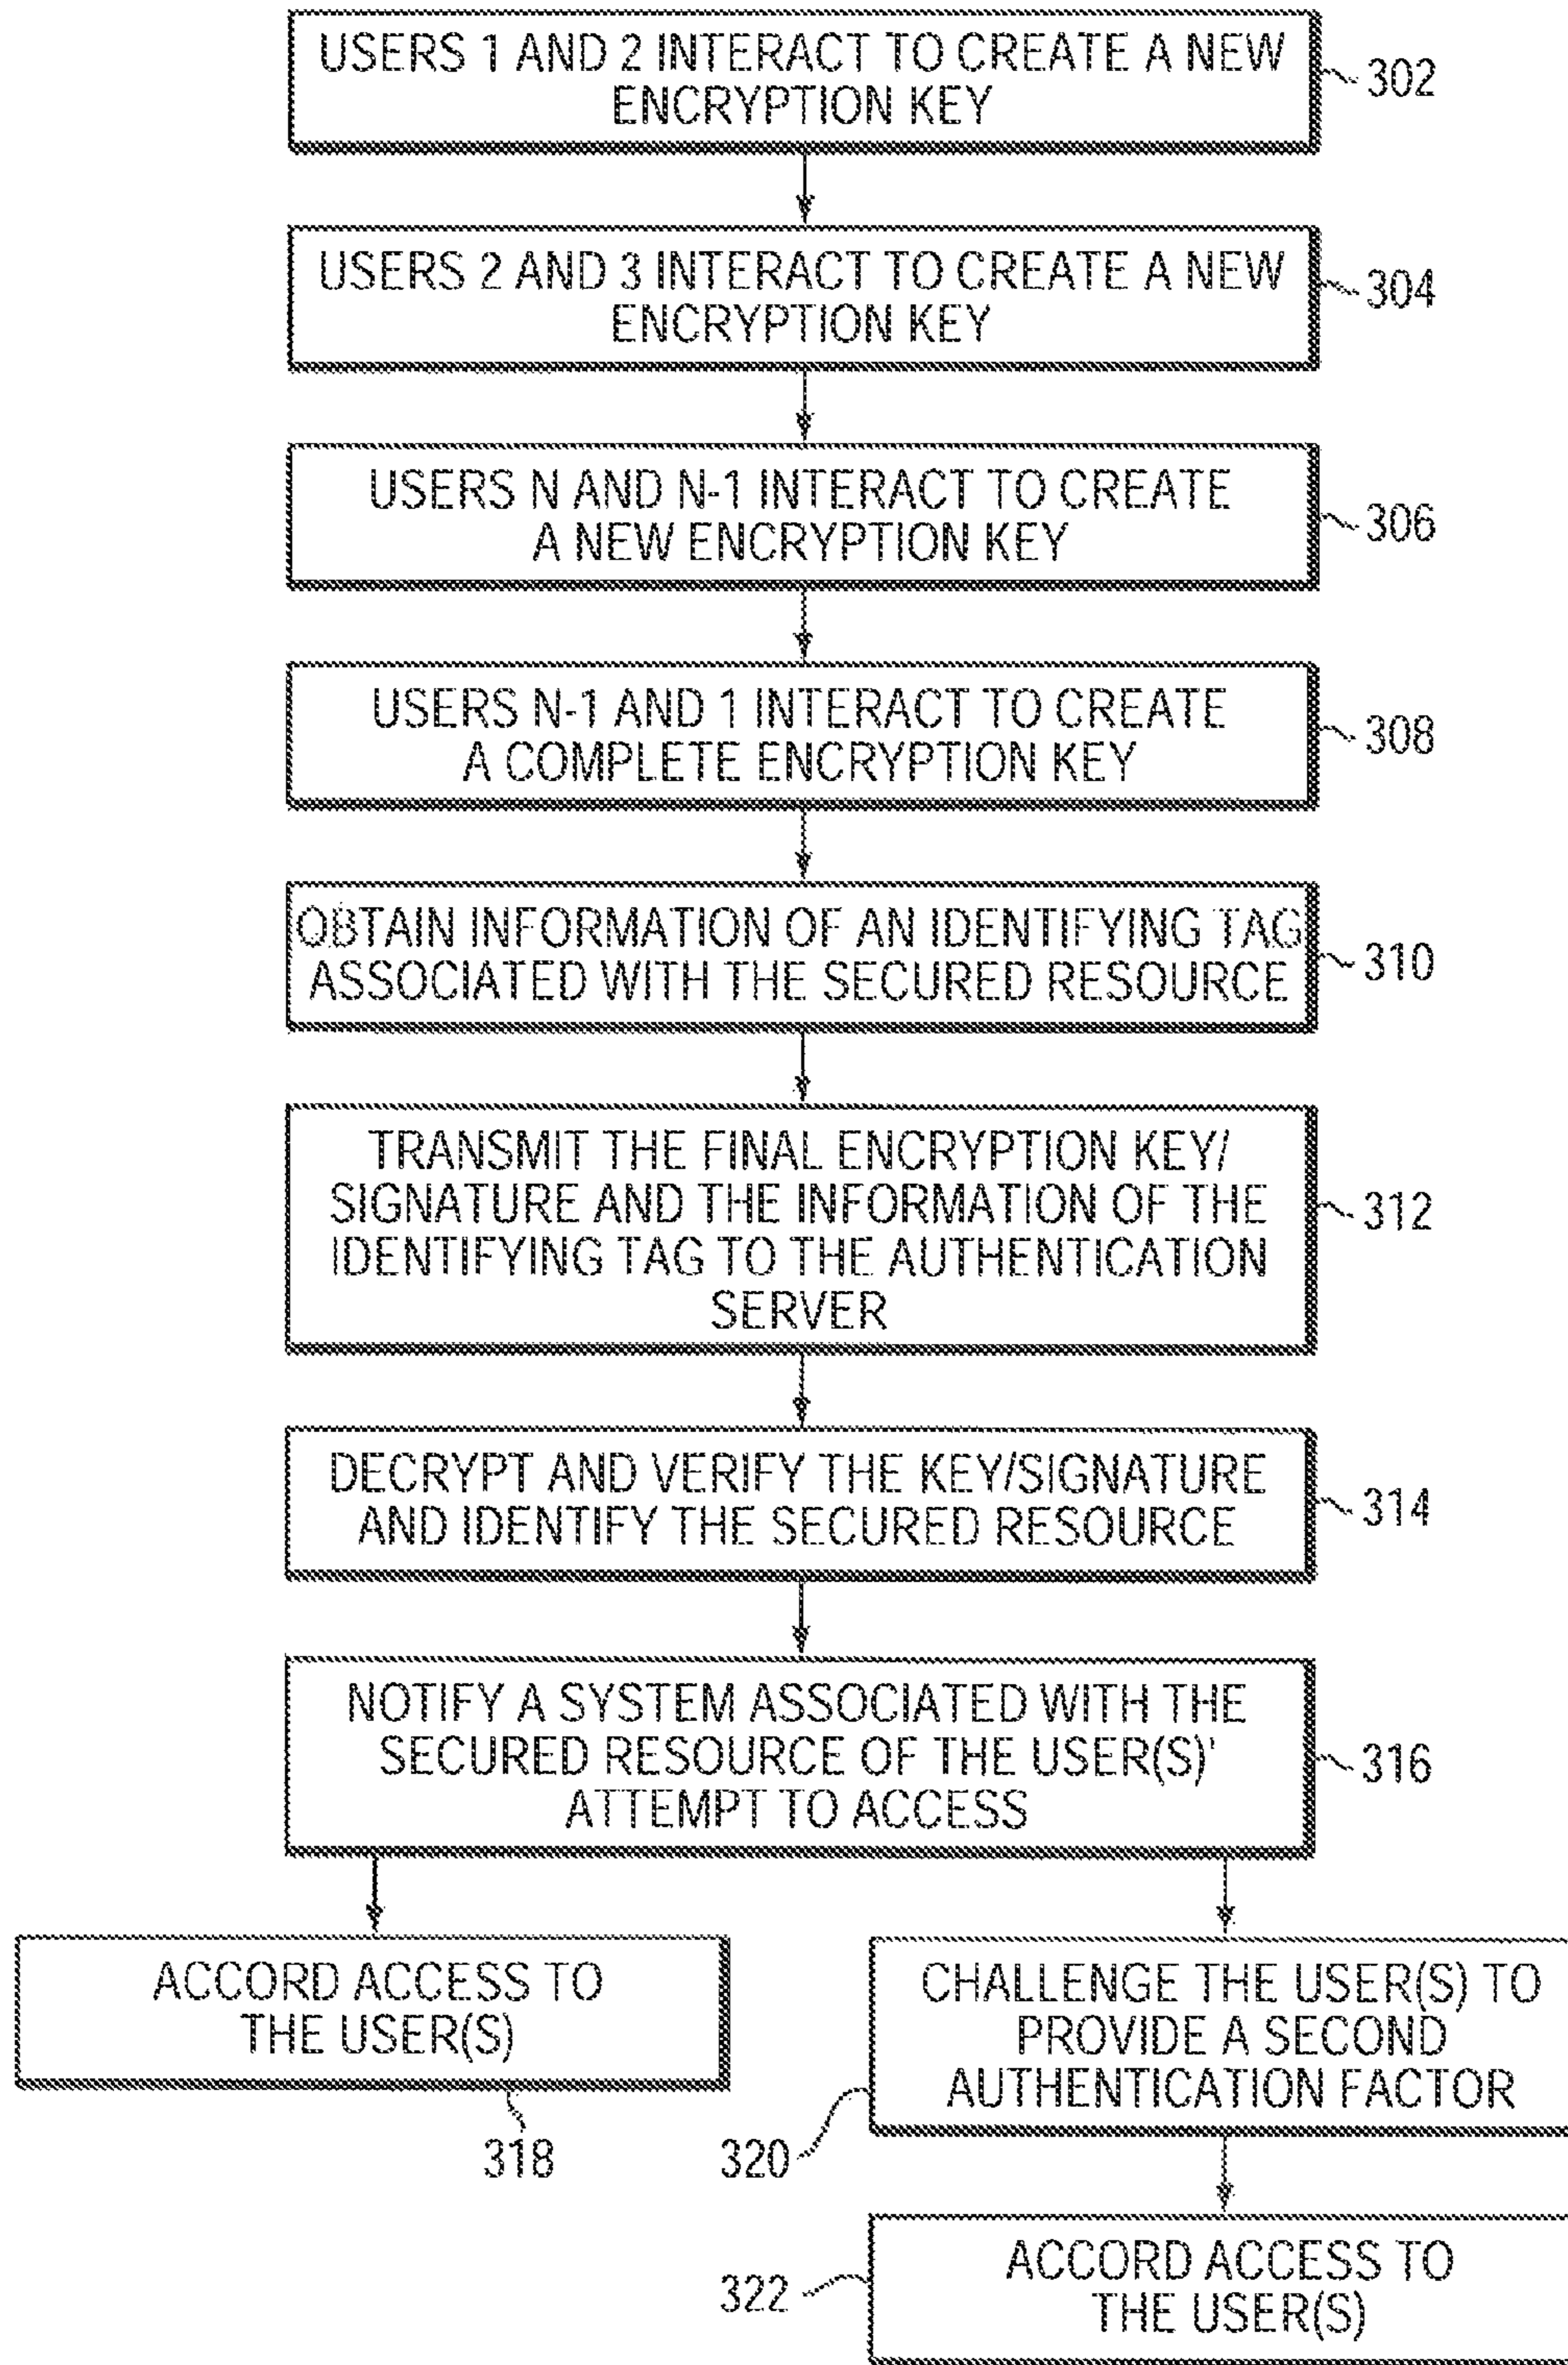 USERS 1 AND 2 INTERACT TO CREATE A NEW
ENCRYPTION KEY
302
USERS 2 AND 3 INTERACT TO CREATE A NEW
ENCRYPTION KEY
304
USERS N AND N-1 INTERACT TO CREATE
A NEW ENCRYPTION KEY
306
USERS N-1 AND 1 INTERACT TO CREATE
A COMPLETE ENCRYPTION KEY
308
OBTAIN INFORMATION OF AN IDENTIFYING TAG
ASSOCIATED WITH THE SECURED RESOURCE
310
TRANSMIT THE FINAL ENCRYPTION KEY/
SIGNATURE AND THE INFORMATION OF THE
IDENTIFYING TAG TO THE AUTHENTICATION
SERVER
312
DECRYPT AND VERIFY THE KEY/SIGNATURE
AND IDENTIFY THE SECURED RESOURCE
314
NOTIFY A SYSTEM ASSOCIATED WITH THE
SECURED RESOURCE OF THE USER(S)'
ATTEMPT TO ACCESS
316
ACCORD ACCESS TO
THE USER(S)
318
CHALLENGE THE USER(S) TO
PROVIDE A SECOND
AUTHENTICATION FACTOR
320
ACCORD ACCESS TO
THE USER(S)
322